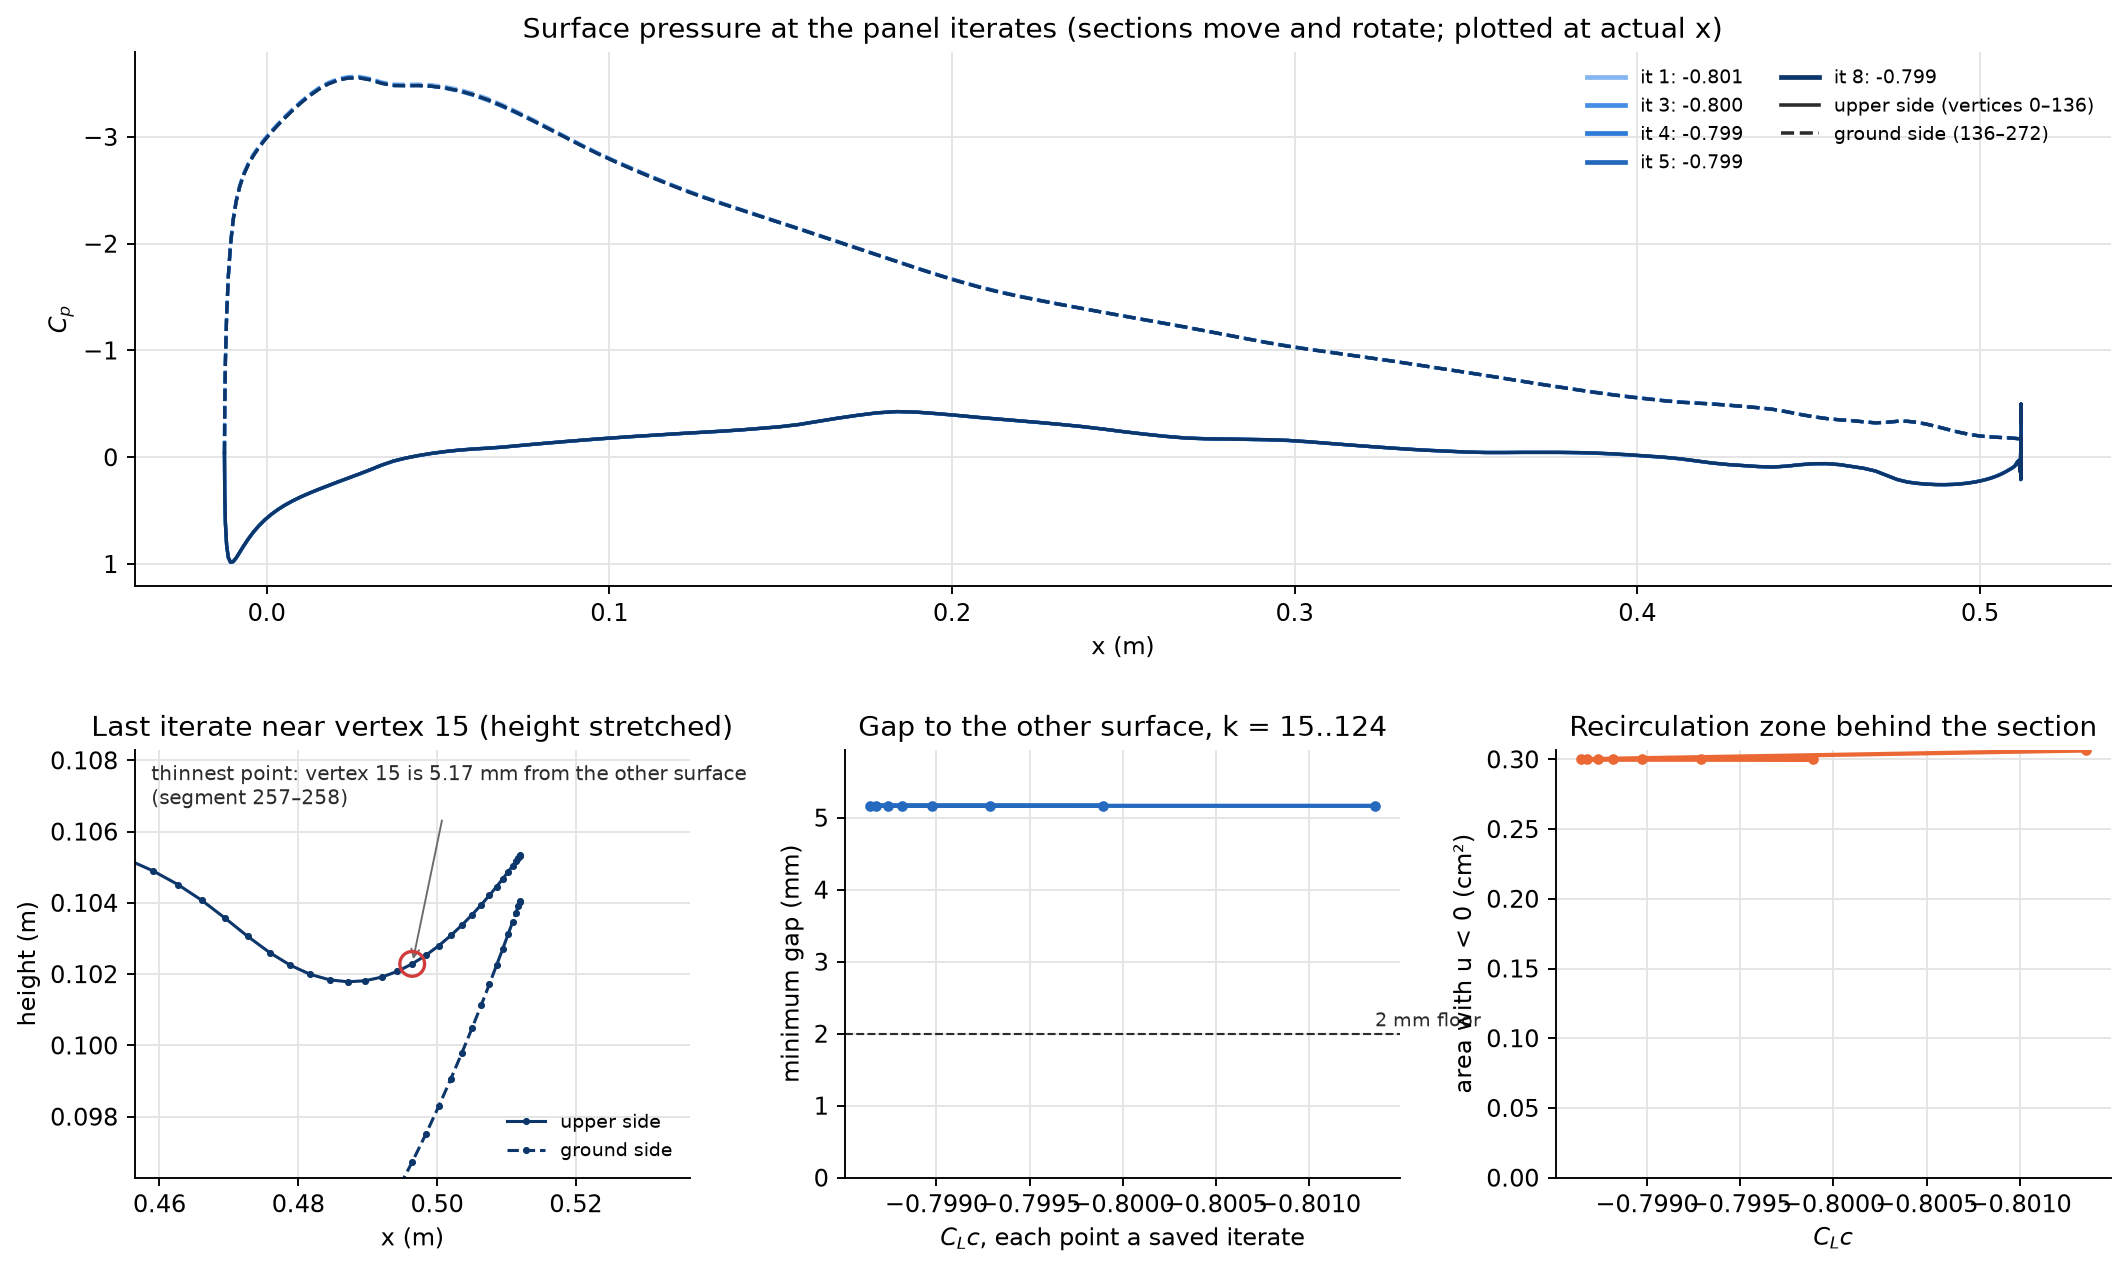 Surface pressure at the panel iterates (sections move and rotate; plotted at actual x)
it 1: -0.801
it 3: -0.800
it 4: -0.799
it 5: -0.799
it 8: -0.799
upper side (vertices 0–136)
ground side (136–272)
−3
−2
−1
0
1
C_p
0.0 0.1 0.2 0.3 0.4 0.5
x (m)
Last iterate near vertex 15 (height stretched)
thinnest point: vertex 15 is 5.17 mm from the other surface
(segment 257–258)
0.108
0.106
0.104
0.102
0.100
0.098
height (m)
upper side
ground side
0.46 0.48 0.50 0.52
x (m)
Gap to the other surface, k = 15..124
5
4
3
2
1
0
minimum gap (mm)
2 mm floor
−0.7990 −0.7995 −0.8000 −0.8005 −0.8010
C_Lc, each point a saved iterate
Recirculation zone behind the section
0.30
0.25
0.20
0.15
0.10
0.05
0.00
area with u < 0 (cm²)
−0.7990 −0.7995 −0.8000 −0.8005 −0.8010
C_Lc